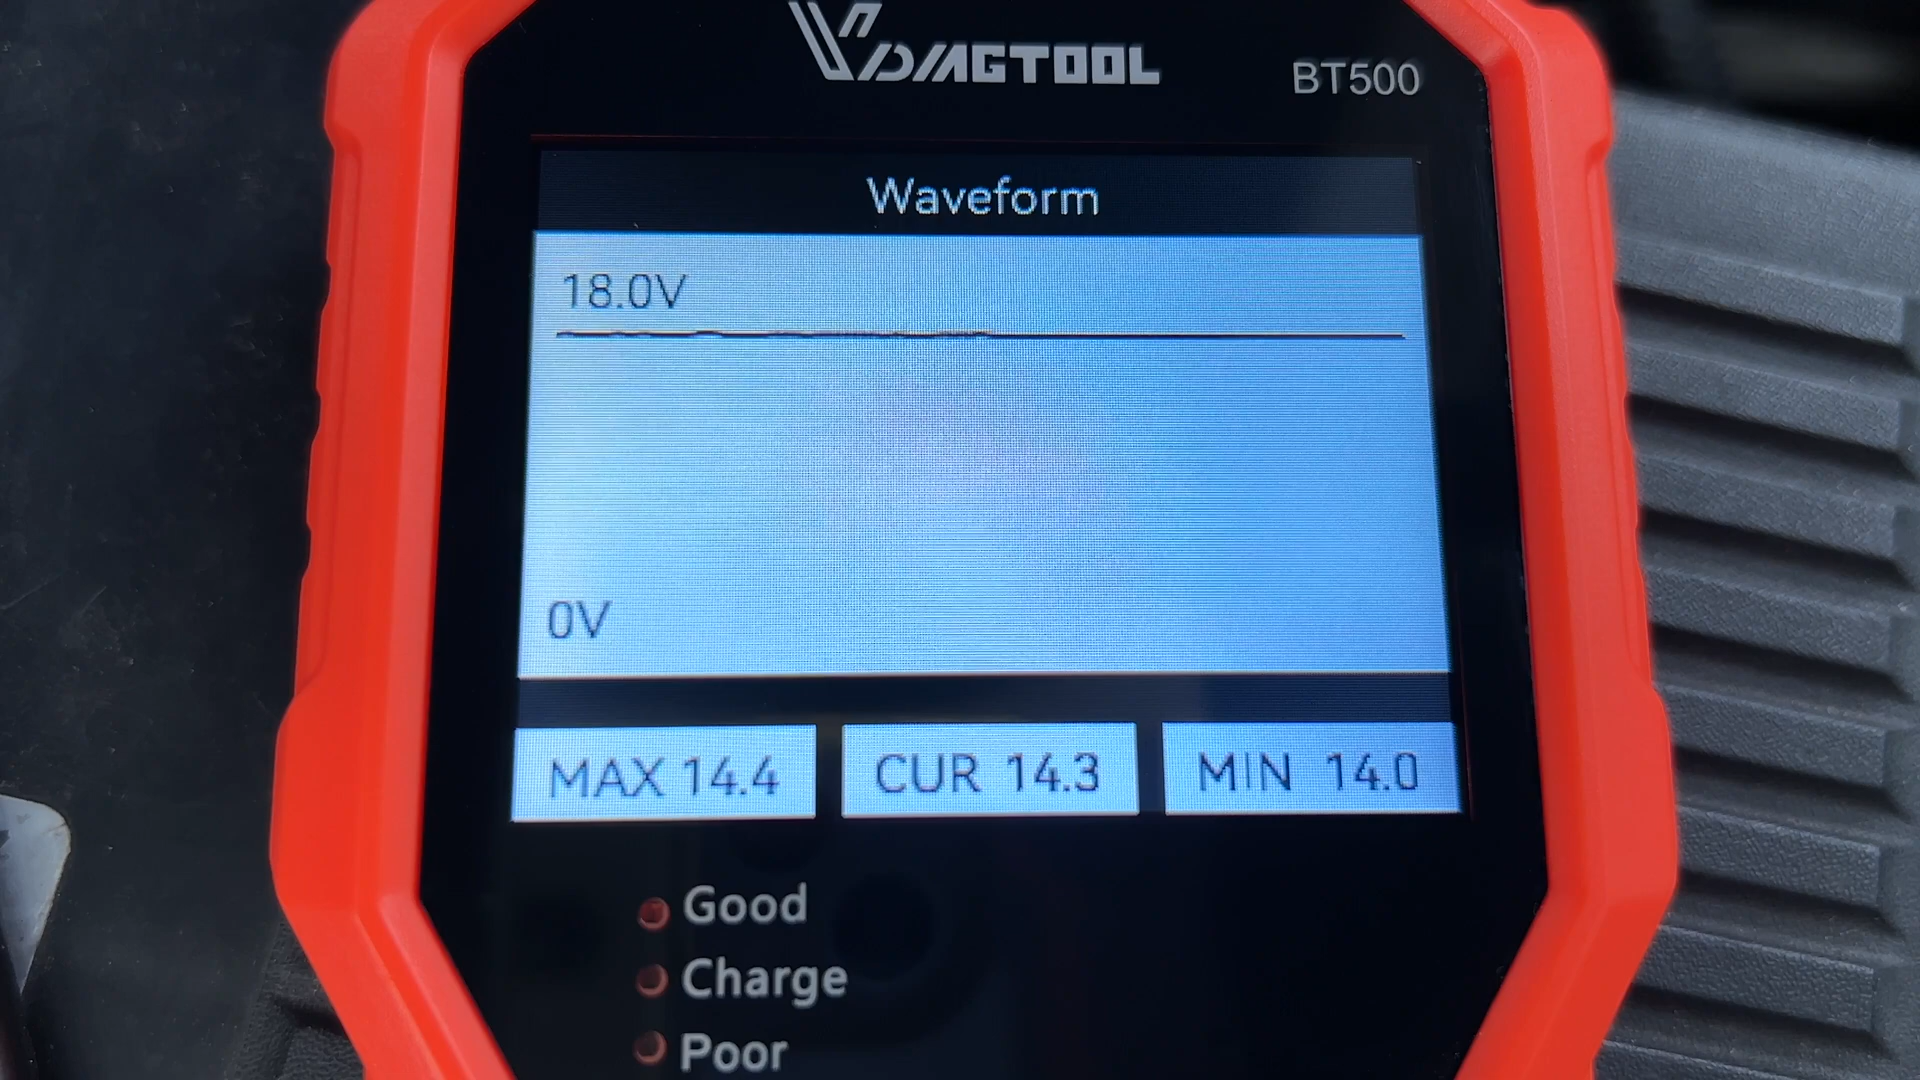 VDIAGTOOL
BT500
Waveform
18.0V
0V
MAX 14.4
CUR 14.3
MIN 14.0
Good
Charge
Poor